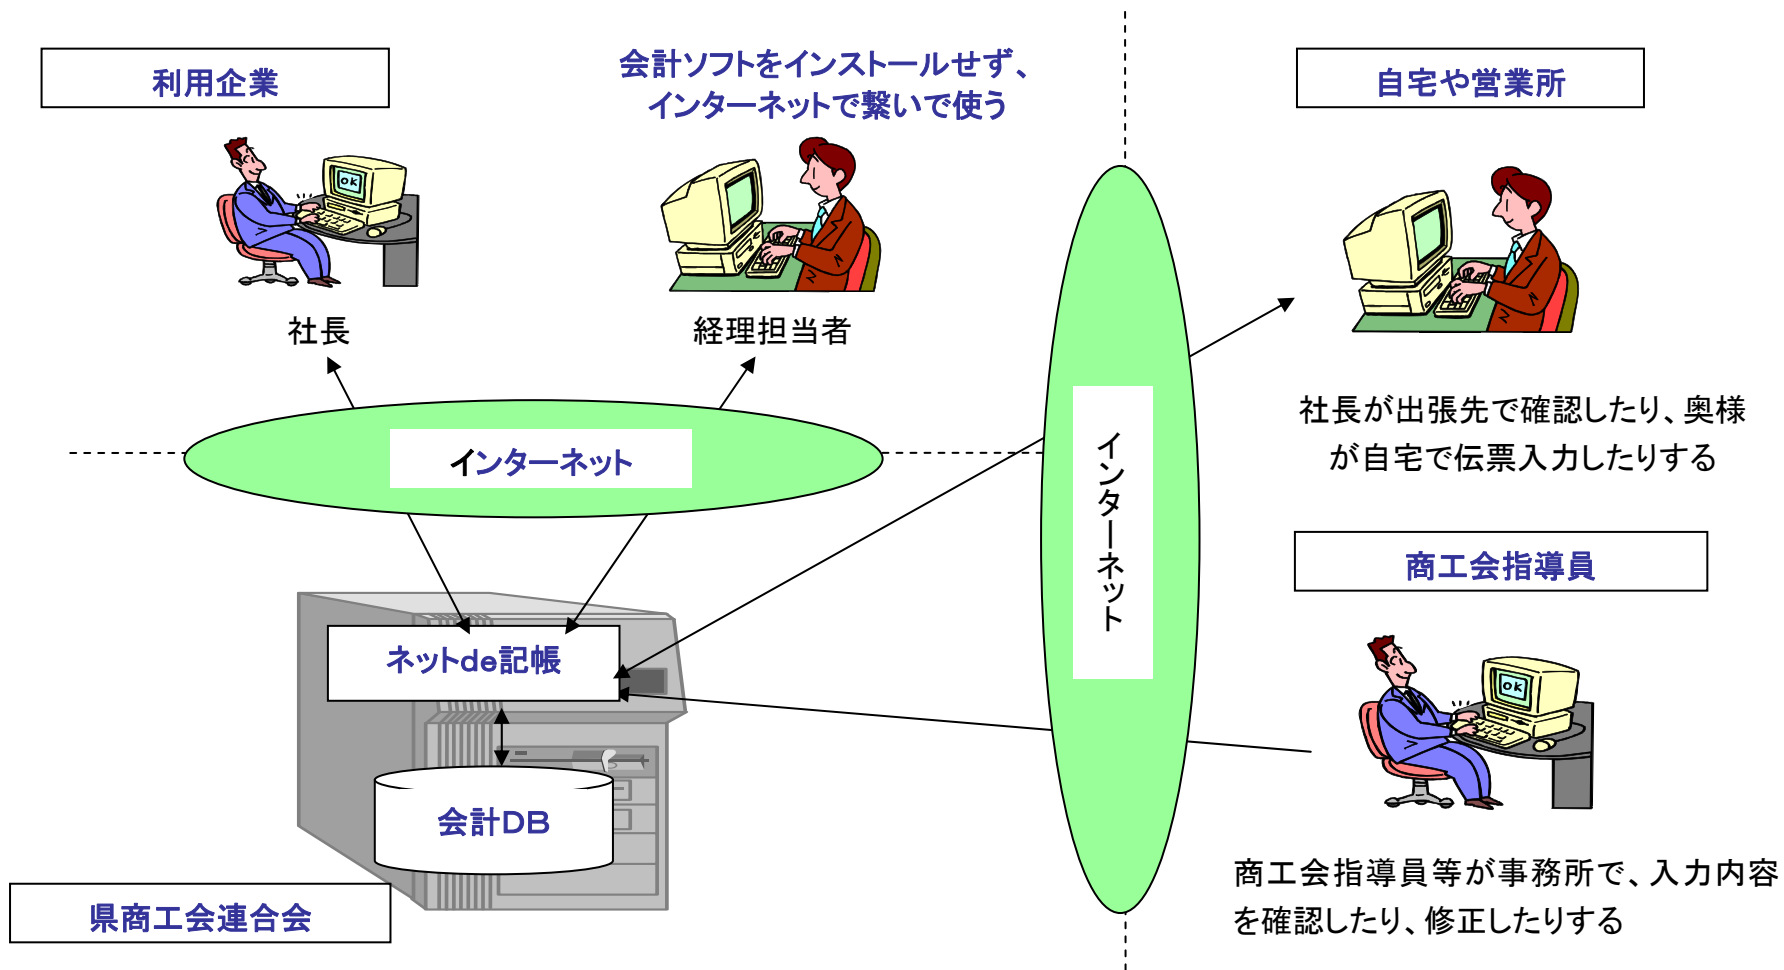 利用企業
会計ソフトをインストールせず、
インターネットで繋いで使う
自宅や営業所
ok
社長
経理担当者
社長が出張先で確認したり、奥様
が自宅で伝票入力したりする
インターネット
インターネット
商工会指導員
ok
ネットde記帳
会計DB
商工会指導員等が事務所で、入力内容
を確認したり、修正したりする
県商工会連合会